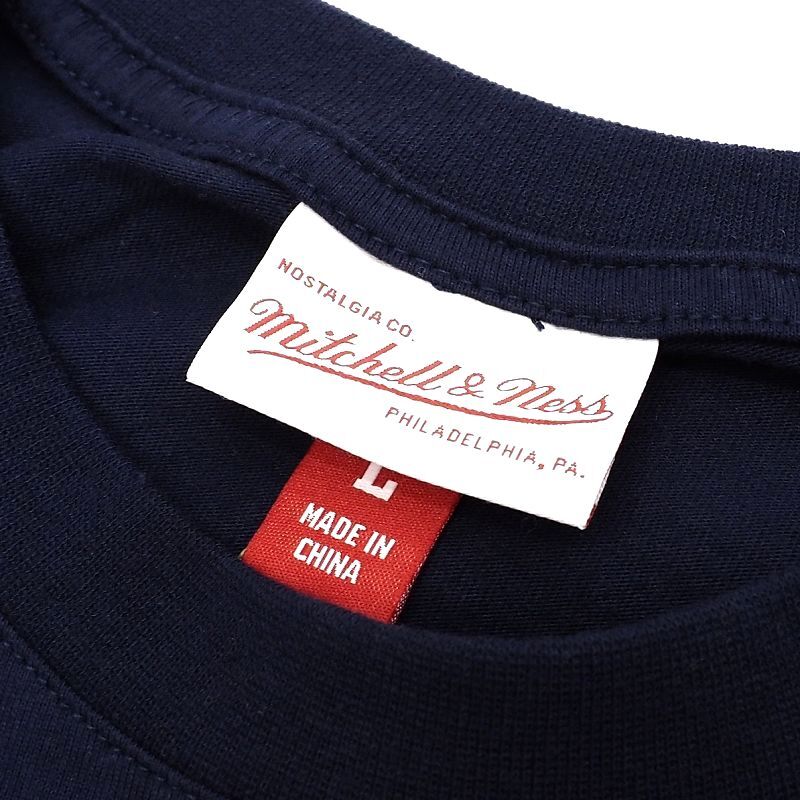 NOSTALGIA CO.
Mitchell & Ness
PHILADELPHIA, PA.
L
MADE IN
CHINA